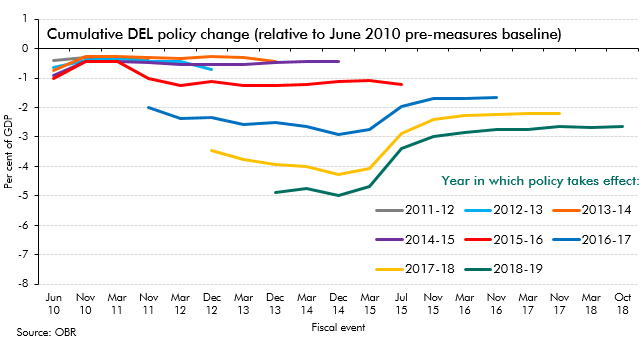 Cumulative DEL policy change (relative to June 2010 pre-measures baseline)
Per cent of GDP
1
0
-1
-2
-3
-4
-5
-6
-7
-8
Year in which policy takes effect:
2011-12 2012-13 2013-14
2014-15 2015-16 2016-17
2017-18 2018-19
Jun Nov Mar Nov Mar Dec Mar Dec Mar Dec Mar Jul Nov Mar Nov Mar Nov Mar Oct
10 10 11 11 12 12 13 13 14 14 15 15 15 16 16 17 17 18 18
Fiscal event
Source: OBR